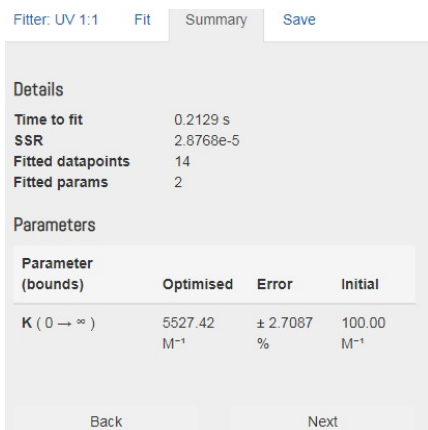 Fitter: UV 1:1 Fit Summary Save
Details
Time to fit 0.2129 s
SSR 2.8768e-5
Fitted datapoints 14
Fitted params 2
Parameters
Parameter
(bounds) Optimised Error Initial
K ( 0 → ∞ ) 5527.42 ± 2.7087 100.00
M⁻¹ % M⁻¹
Back Next